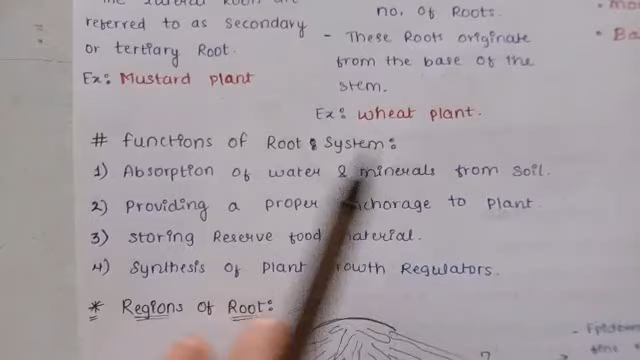 referred to as secondary
or tertiary Root.
Ex: Mustard plant
no. of Roots.
- These Roots originate
from the base of the
stem.
Ex: wheat plant.
# Functions of Root System:
1) Absorption of water & minerals from soil.
2) Providing a proper anchorage to plant.
3) Storing Reserve food material.
4) Synthesis of plant Growth Regulators.
* Regions of Root: